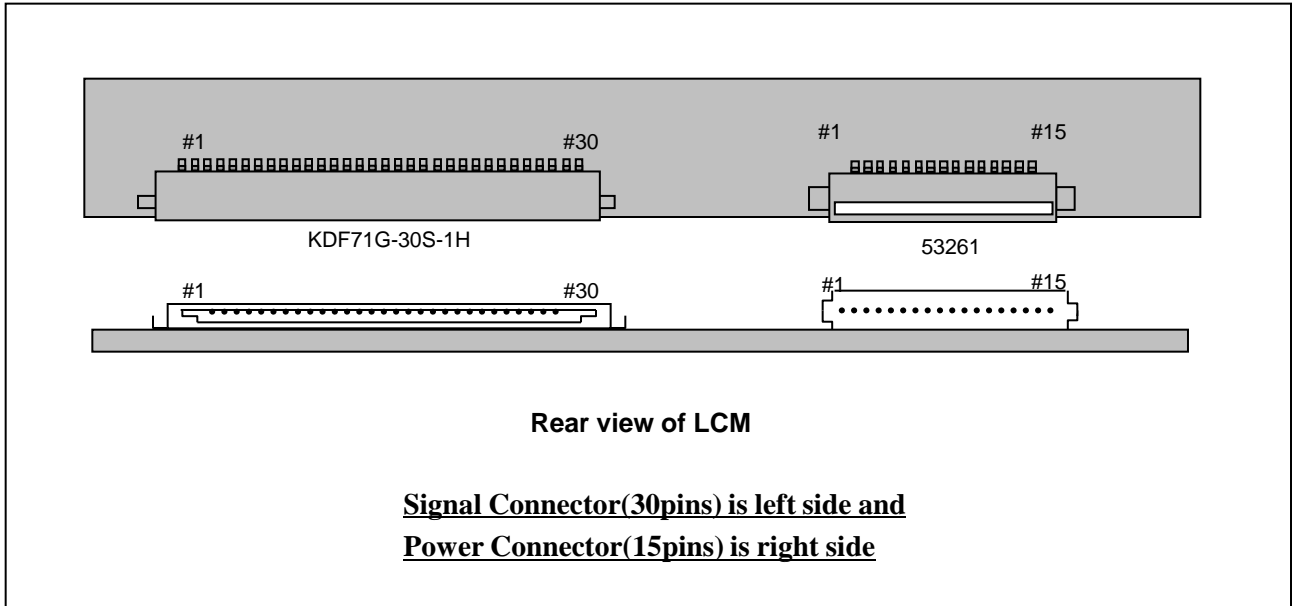 #1 #30 #1 #15
KDF71G-30S-1H 53261
#1 #30 #1 #15
Rear view of LCM
Signal Connector(30pins) is left side and
Power Connector(15pins) is right side